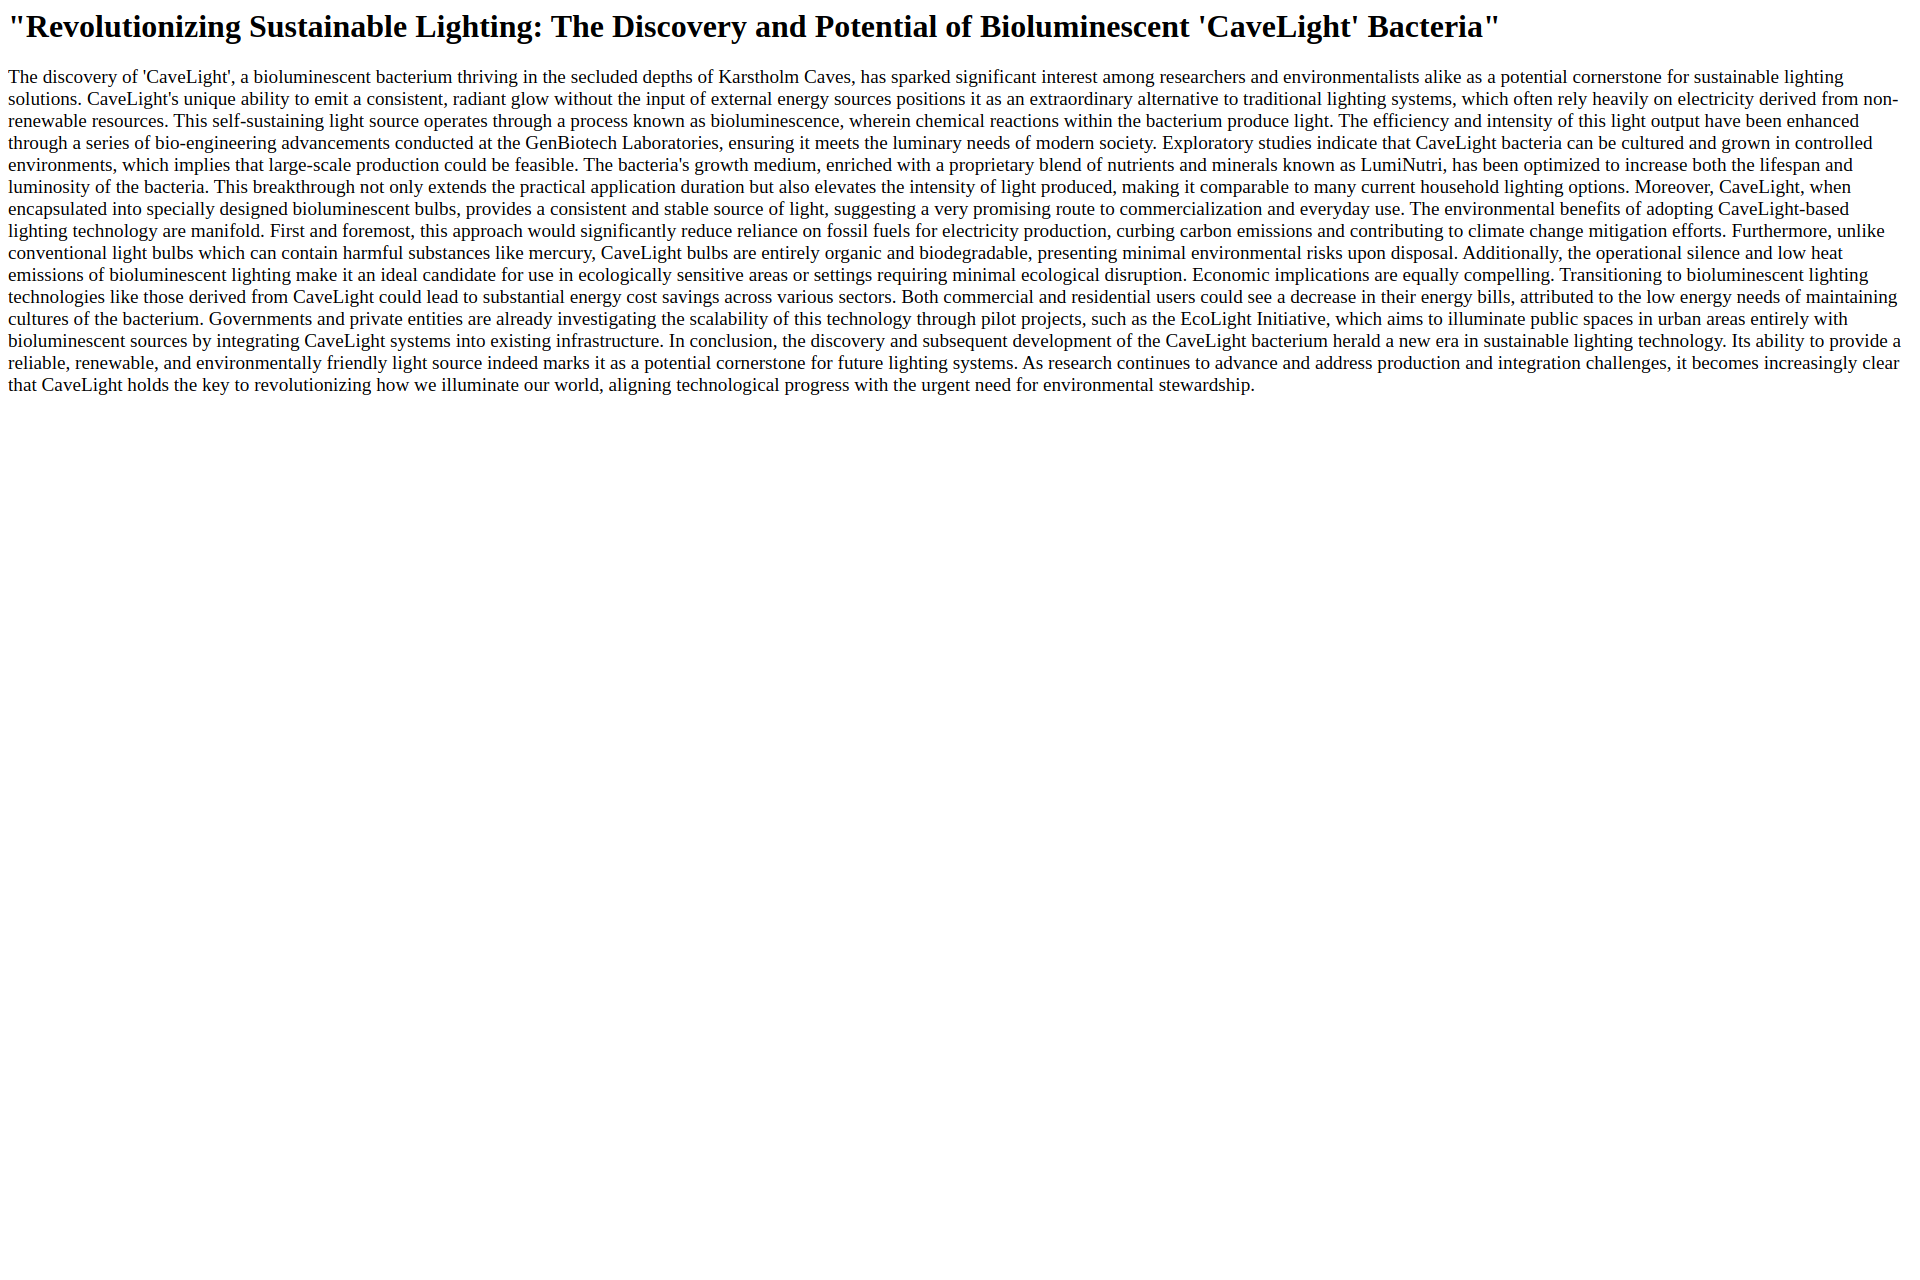 "Revolutionizing Sustainable Lighting: The Discovery and Potential of Bioluminescent 'CaveLight' Bacteria"
The discovery of 'CaveLight', a bioluminescent bacterium thriving in the secluded depths of Karstholm Caves, has sparked significant interest among researchers and environmentalists alike as a potential cornerstone for sustainable lighting
solutions. CaveLight's unique ability to emit a consistent, radiant glow without the input of external energy sources positions it as an extraordinary alternative to traditional lighting systems, which often rely heavily on electricity derived from non-
renewable resources. This self-sustaining light source operates through a process known as bioluminescence, wherein chemical reactions within the bacterium produce light. The efficiency and intensity of this light output have been enhanced
through a series of bio-engineering advancements conducted at the GenBiotech Laboratories, ensuring it meets the luminary needs of modern society. Exploratory studies indicate that CaveLight bacteria can be cultured and grown in controlled
environments, which implies that large-scale production could be feasible. The bacteria's growth medium, enriched with a proprietary blend of nutrients and minerals known as LumiNutri, has been optimized to increase both the lifespan and
luminosity of the bacteria. This breakthrough not only extends the practical application duration but also elevates the intensity of light produced, making it comparable to many current household lighting options. Moreover, CaveLight, when
encapsulated into specially designed bioluminescent bulbs, provides a consistent and stable source of light, suggesting a very promising route to commercialization and everyday use. The environmental benefits of adopting CaveLight-based
lighting technology are manifold. First and foremost, this approach would significantly reduce reliance on fossil fuels for electricity production, curbing carbon emissions and contributing to climate change mitigation efforts. Furthermore, unlike
conventional light bulbs which can contain harmful substances like mercury, CaveLight bulbs are entirely organic and biodegradable, presenting minimal environmental risks upon disposal. Additionally, the operational silence and low heat
emissions of bioluminescent lighting make it an ideal candidate for use in ecologically sensitive areas or settings requiring minimal ecological disruption. Economic implications are equally compelling. Transitioning to bioluminescent lighting
technologies like those derived from CaveLight could lead to substantial energy cost savings across various sectors. Both commercial and residential users could see a decrease in their energy bills, attributed to the low energy needs of maintaining
cultures of the bacterium. Governments and private entities are already investigating the scalability of this technology through pilot projects, such as the EcoLight Initiative, which aims to illuminate public spaces in urban areas entirely with
bioluminescent sources by integrating CaveLight systems into existing infrastructure. In conclusion, the discovery and subsequent development of the CaveLight bacterium herald a new era in sustainable lighting technology. Its ability to provide a
reliable, renewable, and environmentally friendly light source indeed marks it as a potential cornerstone for future lighting systems. As research continues to advance and address production and integration challenges, it becomes increasingly clear
that CaveLight holds the key to revolutionizing how we illuminate our world, aligning technological progress with the urgent need for environmental stewardship.